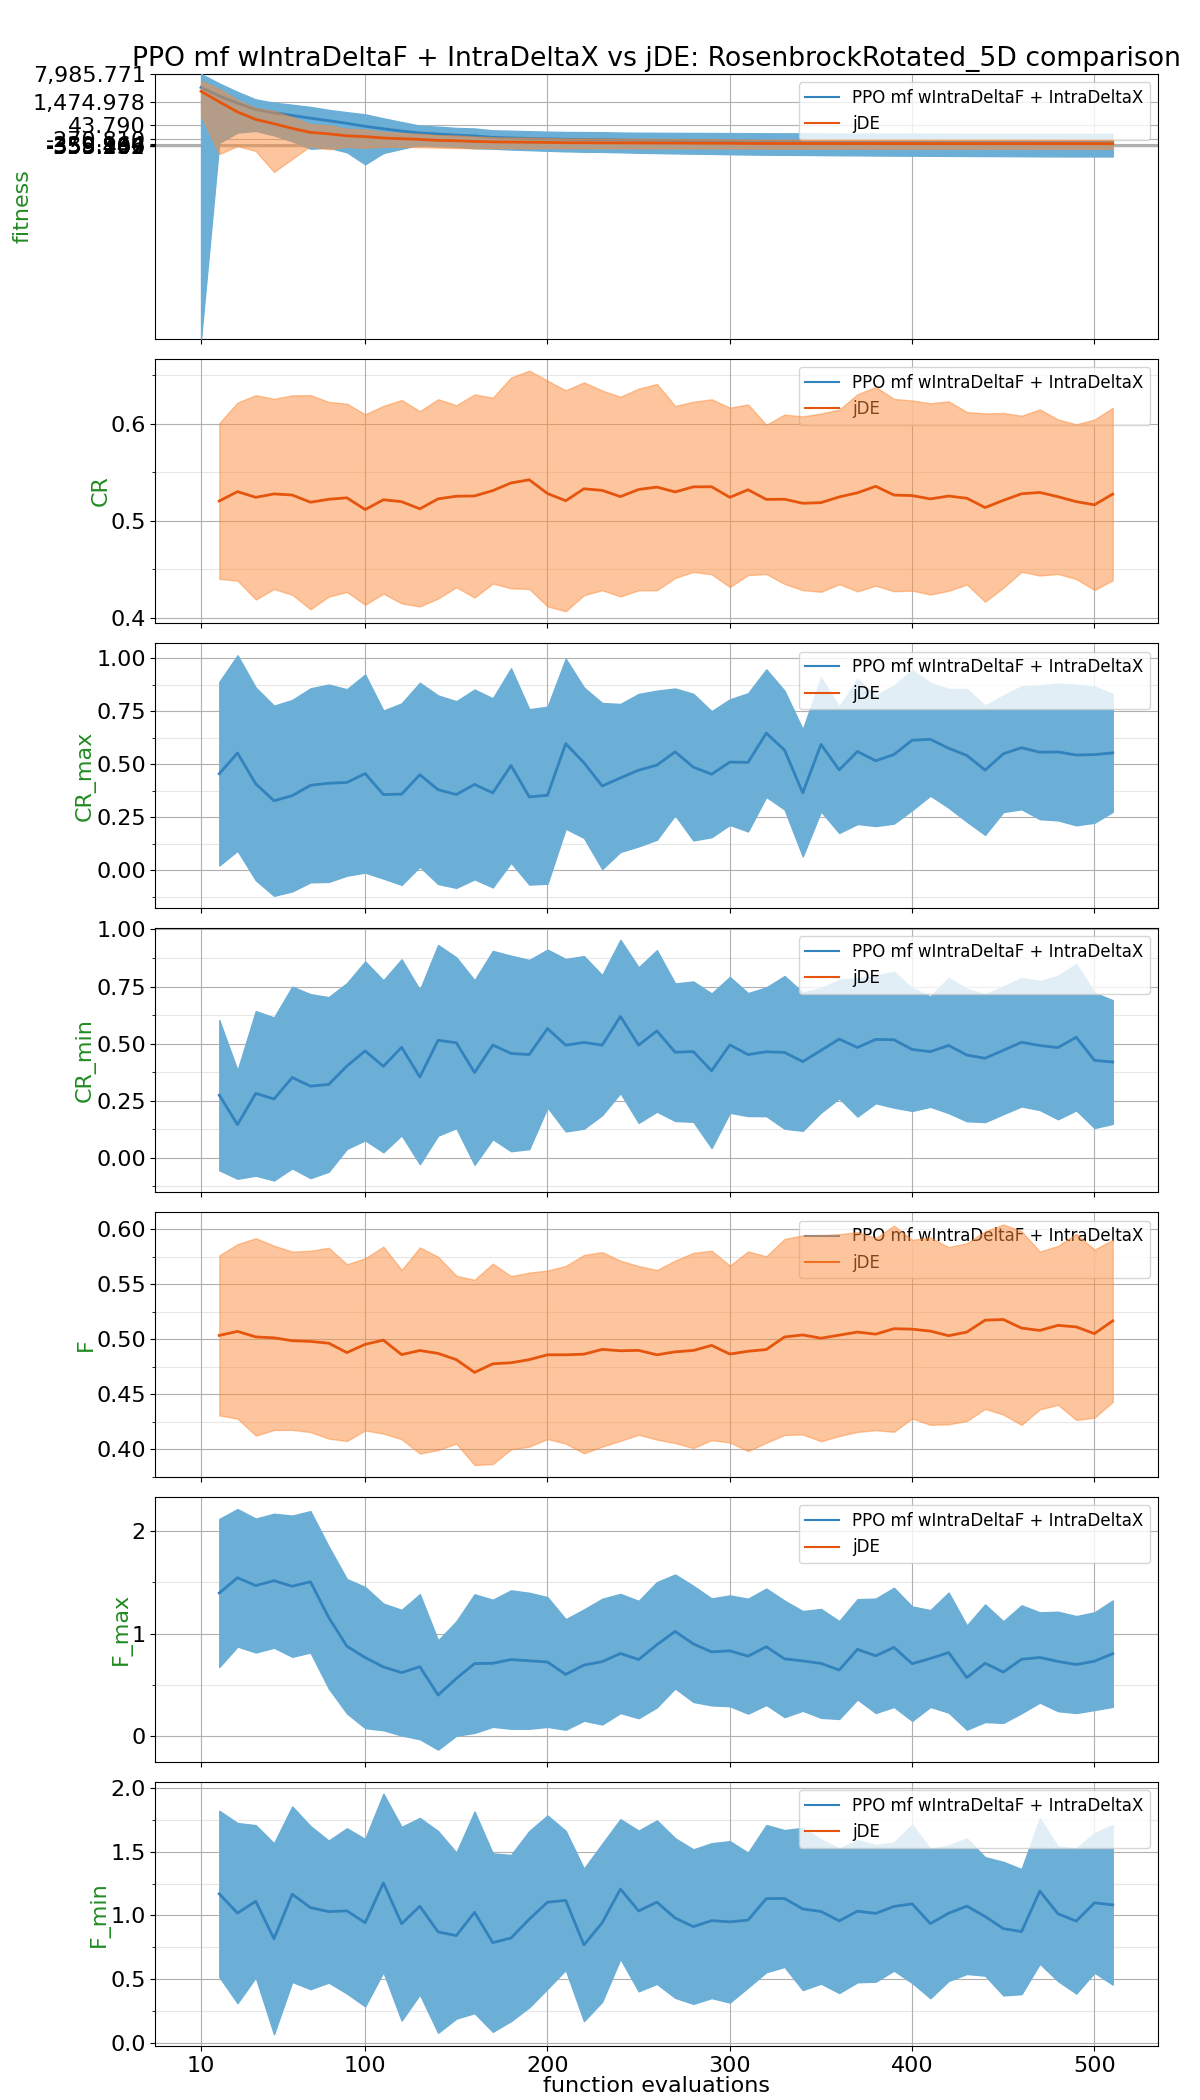 PPO mf wIntraDeltaF + IntraDeltaX vs jDE: RosenbrockRotated_5D comparison
7,985.771
1,474.978
43.790
fitness
PPO mf wIntraDeltaF + IntraDeltaX
jDE
0.6
0.5
0.4
CR
PPO mf wIntraDeltaF + IntraDeltaX
jDE
1.00
0.75
0.50
0.25
0.00
CR_max
PPO mf wIntraDeltaF + IntraDeltaX
jDE
1.00
0.75
0.50
0.25
0.00
CR_min
PPO mf wIntraDeltaF + IntraDeltaX
jDE
0.60
0.55
0.50
0.45
0.40
F
PPO mf wIntraDeltaF + IntraDeltaX
jDE
2
1
0
F_max
PPO mf wIntraDeltaF + IntraDeltaX
jDE
2.0
1.5
1.0
0.5
0.0
F_min
PPO mf wIntraDeltaF + IntraDeltaX
jDE
10 100 200 300 400 500
function evaluations